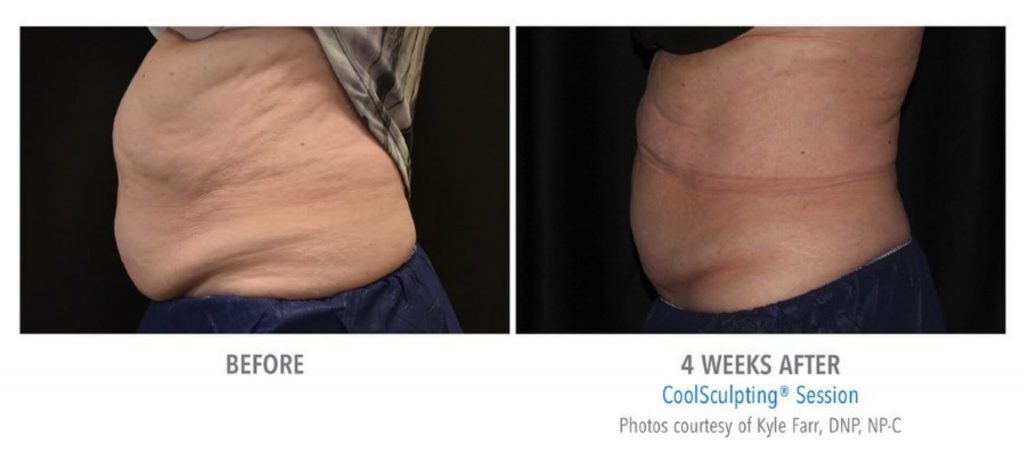 BEFORE
4 WEEKS AFTER
CoolSculpting® Session
Photos courtesy of Kyle Farr, DNP, NP-C